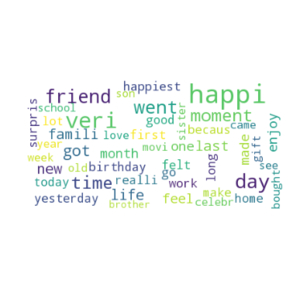 happiest
son
happi
friend
went
moment
surpris
school
veri
lot
good
sister
famili
love
first
becaus
came
year
got
movi
one
last
made
gift
enjoy
week
month
new
old
birthday
felt
long
see
today
time
realli
go
work
day
bought
yesterday
life
feel
make
home
brother
celebr